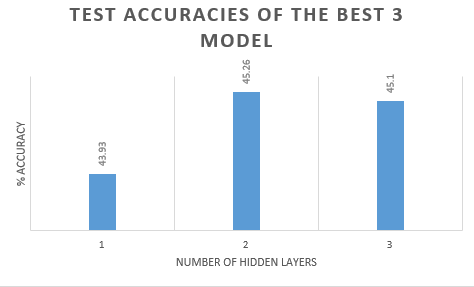 TEST ACCURACIES OF THE BEST 3
MODEL
% ACCURACY
43.93
45.26
45.1
1
2
3
NUMBER OF HIDDEN LAYERS